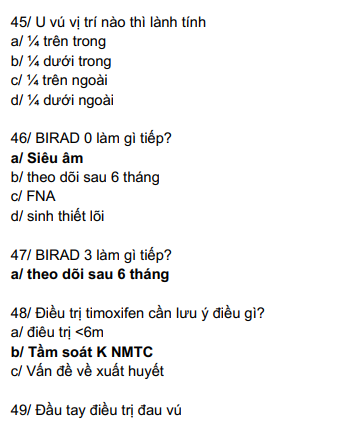 45/ U vú vị trí nào thì lành tính
a/ ¼ trên trong
b/ ¼ dưới trong
c/ ¼ trên ngoài
d/ ¼ dưới ngoài
46/ BIRAD 0 làm gì tiếp?
a/ Siêu âm
b/ theo dõi sau 6 tháng
c/ FNA
d/ sinh thiết lõi
47/ BIRAD 3 làm gì tiếp?
a/ theo dõi sau 6 tháng
48/ Điều trị timoxifen cần lưu ý điều gì?
a/ điêu trị <6m
b/ Tầm soát K NMTC
c/ Vấn đề về xuất huyết
49/ Đầu tay điều trị đau vú